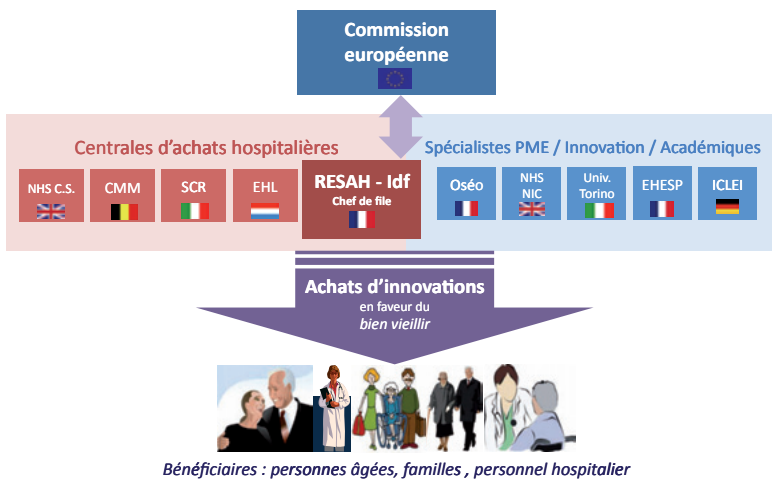 Commission
européenne
Centrales d'achats hospitalières
Spécialistes PME / Innovation / Académiques
NHS C.S.
CMM
SCR
EHL
RESAH - Idf
Chef de file
Oséo
NHS
NIC
Univ.
Torino
EHESP
ICLEI
Achats d'innovations
en faveur du
bien vieillir
Bénéficiaires : personnes âgées, familles , personnel hospitalier